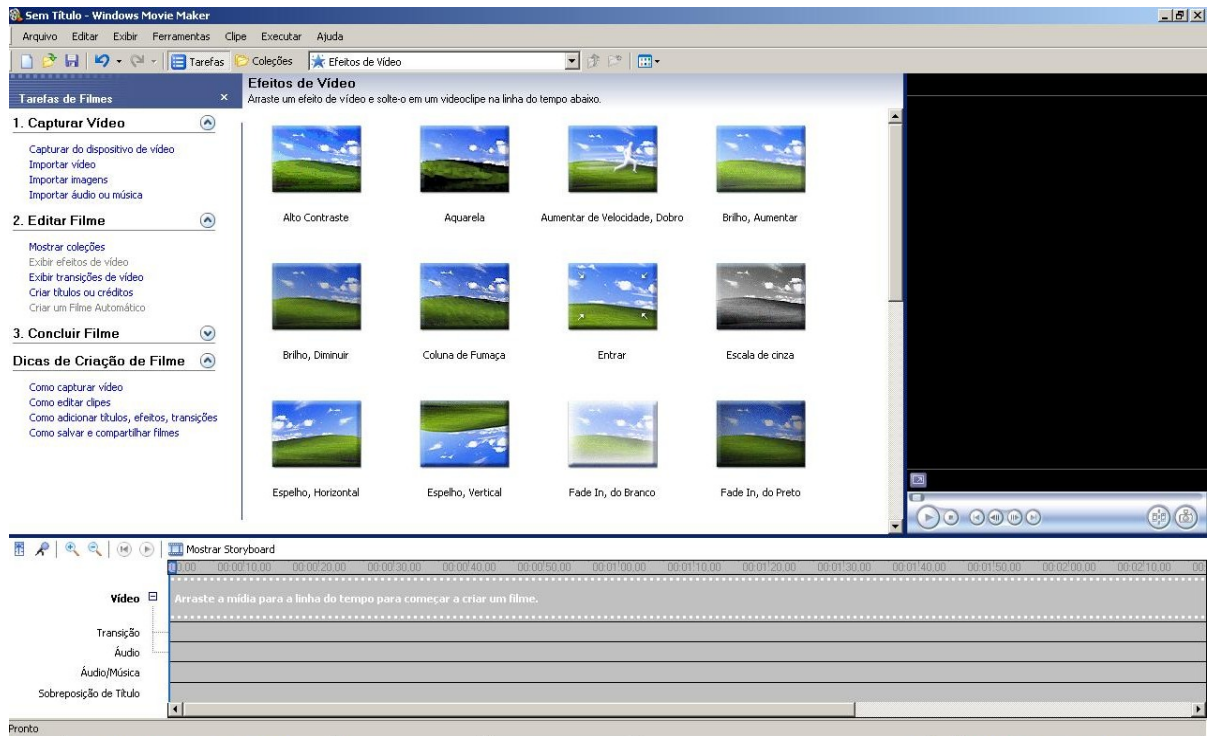 Sem Título - Windows Movie Maker
Arquivo Editar Exibir Ferramentas Clipe Executar Ajuda
Tarefas Coleções Efeitos de Vídeo
Tarefas de Filmes
1. Capturar Vídeo
Capturar do dispositivo de vídeo
Importar vídeo
Importar imagens
Importar áudio ou música
2. Editar Filme
Mostrar coleções
Exibir efeitos de vídeo
Exibir transições de vídeo
Criar títulos ou créditos
Criar um Filme Automático
3. Concluir Filme
Dicas de Criação de Filme
Como capturar vídeo
Como editar clipes
Como adicionar títulos, efeitos, transições
Como salvar e compartilhar filmes
Efeitos de Vídeo
Arraste um efeito de vídeo e solte-o em um videoclipe na linha do tempo abaixo.
Alto Contraste Aquarela Aumentar de Velocidade, Dobro Brilho, Aumentar
Brilho, Diminuir Coluna de Fumaça Entrar Escala de cinza
Espelho, Horizontal Espelho, Vertical Fade In, do Branco Fade In, do Preto
Mostrar Storyboard
00:00:10,00 00:00:20,00 00:00:30,00 00:00:40,00 00:00:50,00 00:01:00,00 00:01:10,00 00:01:20,00 00:01:30,00 00:01:40,00 00:01:50,00 00:02:00,00 00:02:10,00
Vídeo Arraste a mídia para a linha do tempo para começar a criar um filme.
Transição
Áudio
Áudio/Música
Sobreposição de Título
Pronto